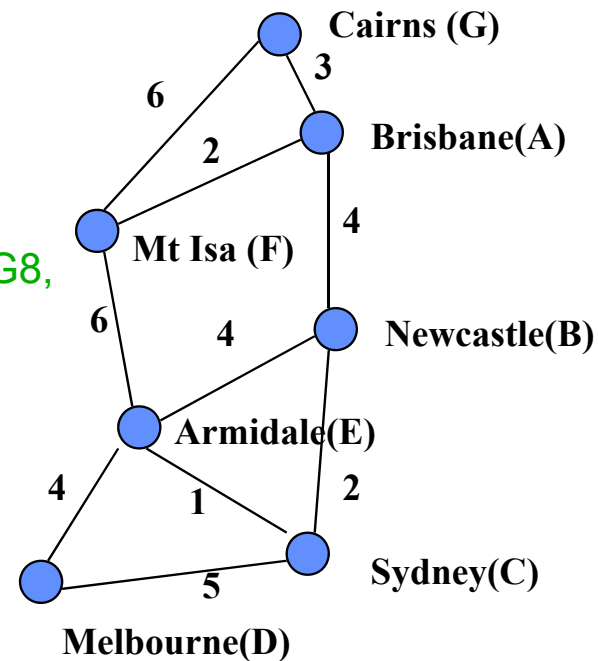 Cairns (G)
3
6
Brisbane(A)
2
4
Mt Isa (F)
G8,
6
4
Newcastle(B)
Armidale(E)
4
1
2
5
Sydney(C)
Melbourne(D)